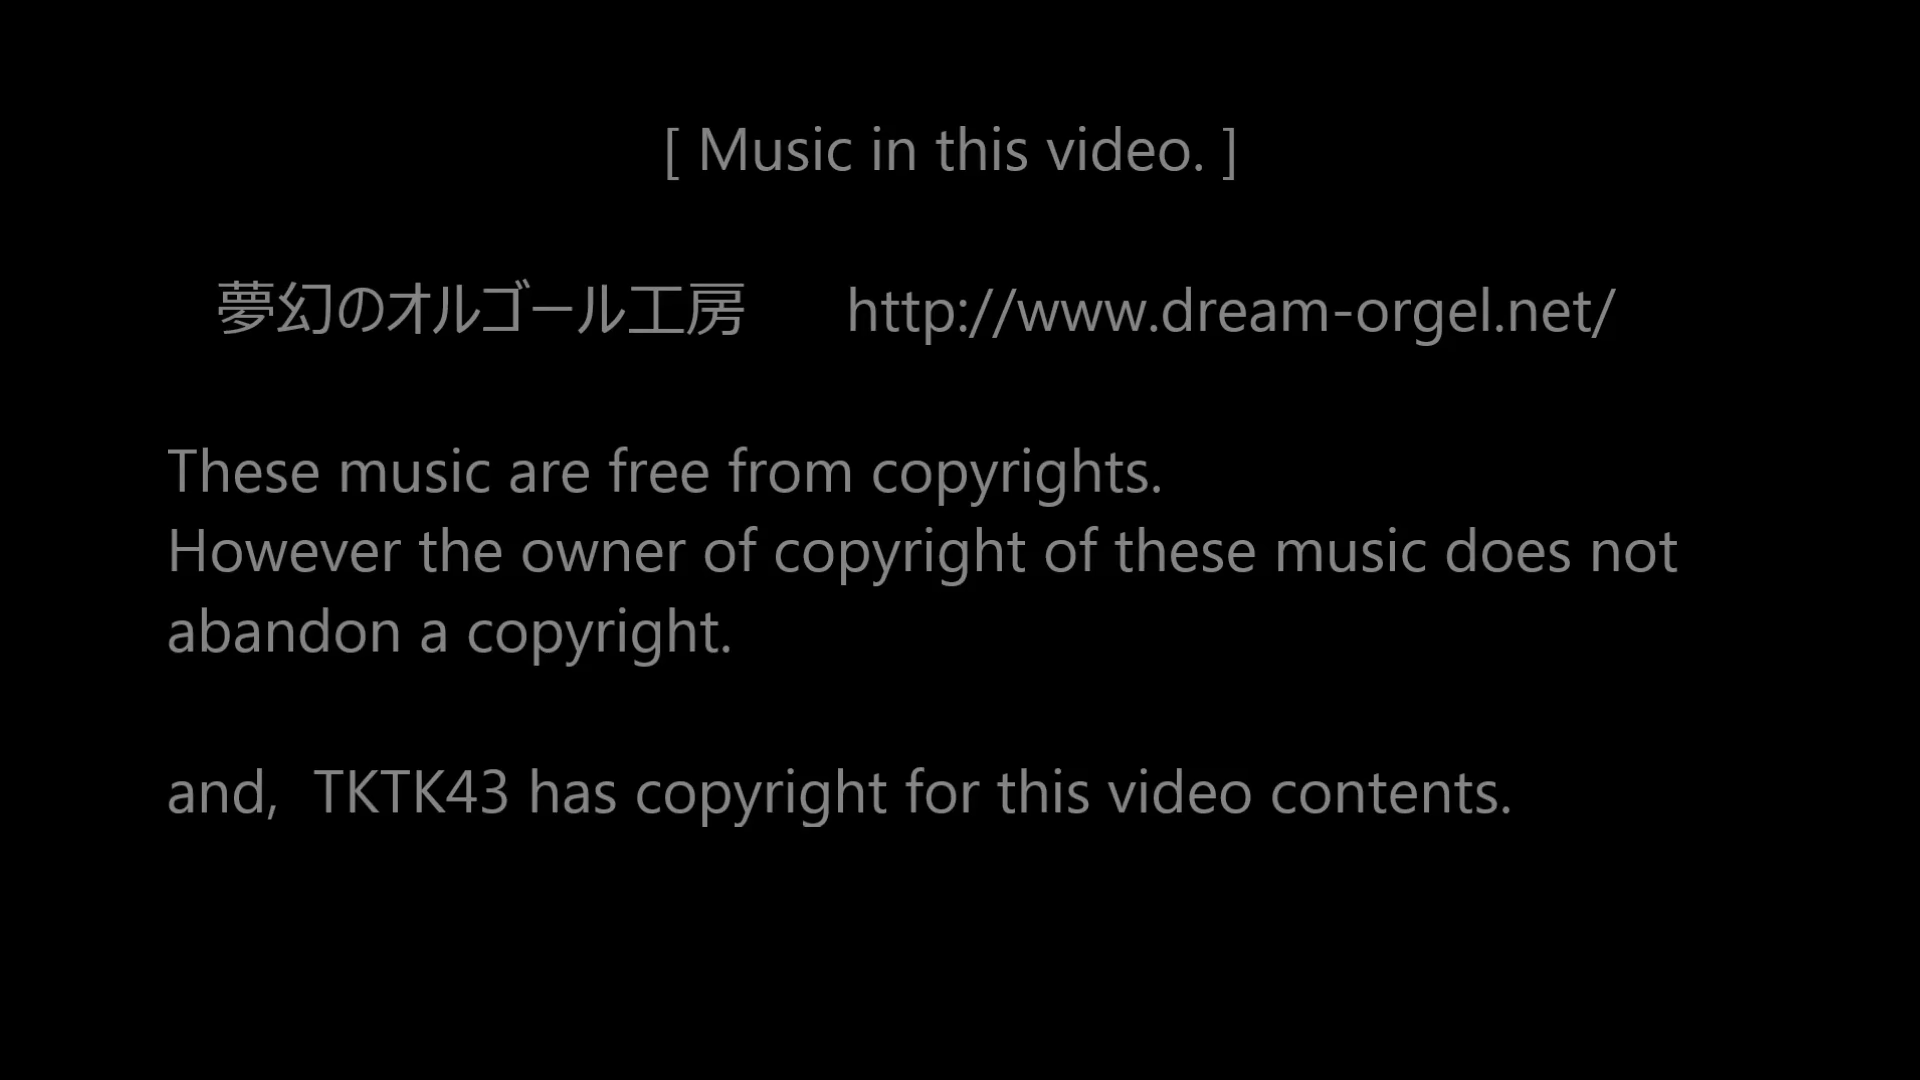 [ Music in this video. ]
夢幻のオルゴール工房 http://www.dream-orgel.net/
These music are free from copyrights.
However the owner of copyright of these music does not
abandon a copyright.
and, TKTK43 has copyright for this video contents.